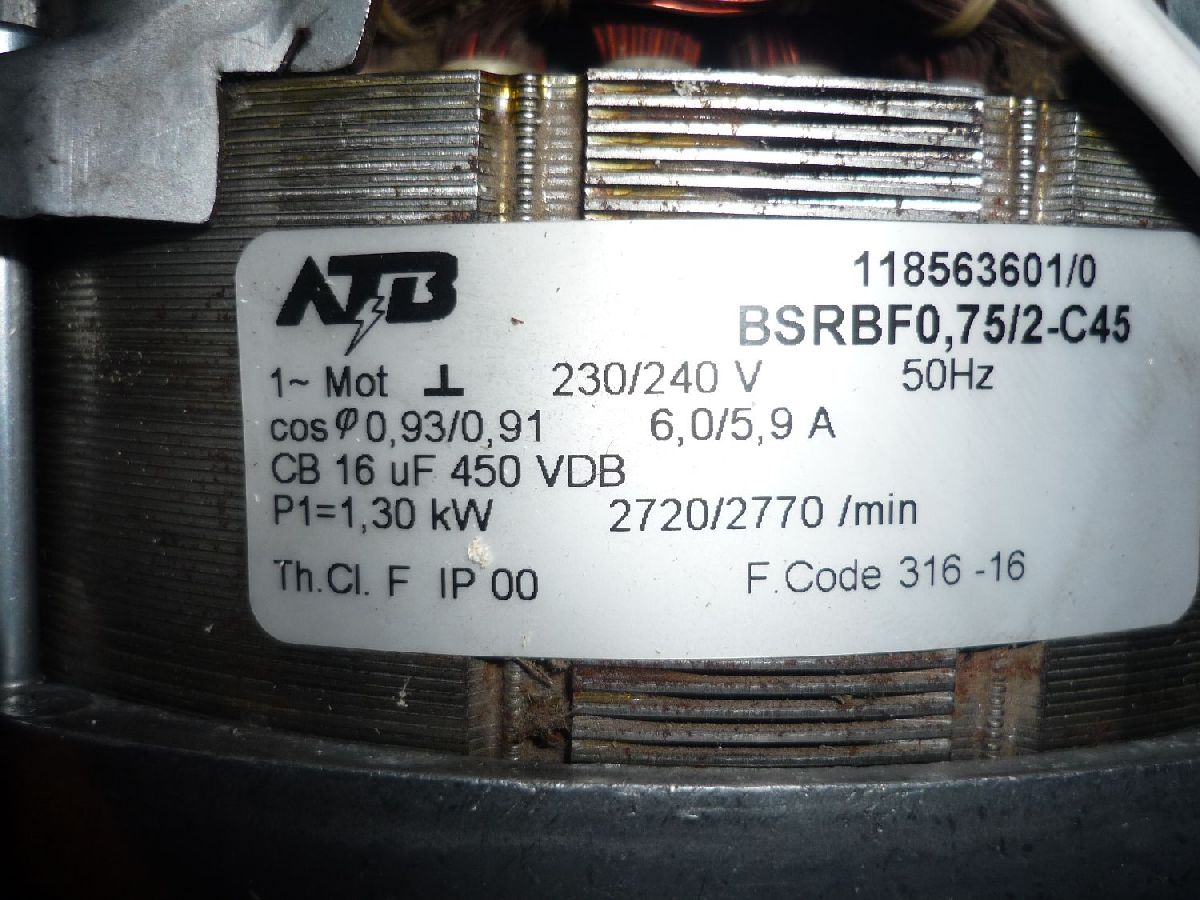 ATB
118563601/0
BSRBF0,75/2-C45
1~ Mot ⊥ 230/240 V 50Hz
cos φ 0,93/0,91 6,0/5,9 A
CB 16 uF 450 VDB
P1=1,30 kW 2720/2770 /min
Th.Cl. F IP 00 F.Code 316 -16